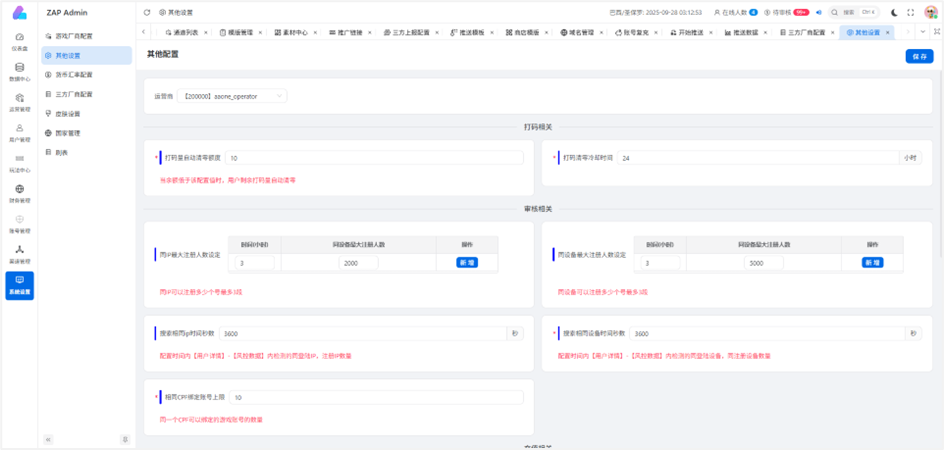 ZAP Admin
其他设置
巴西/圣保罗: 2025-09-28 03:12:53
在线人数 4
待审核 99+
搜索 Ctrl K
仪表盘
数据中心
运营管理
用户管理
玩法中心
财务管理
账号管理
渠道管理
系统设置
游戏厂商配置
其他设置
货币汇率配置
三方厂商配置
皮肤设置
国家管理
别表
通道列表 ×
模版管理 ×
素材中心 ×
推广链接 ×
三方上报配置 ×
推送模板 ×
商店模版 ×
域名管理 ×
账号复充 ×
开始推送 ×
推送数据 ×
三方厂商配置 ×
其他设置 ×
其他配置
保 存
运营商 【200000】aaone_operator
打码相关
* 打码量自动清零额度 10
当余额低于该配置值时，用户剩余打码量自动清零
* 打码清零冷却时间 24 小时
审核相关
同IP最大注册人数设定
时间(小时) 同设备最大注册人数 操作
3 2000 新 增
同IP可以注册多少个号最多3段
同设备最大注册人数设定
时间(小时) 同设备最大注册人数 操作
3 3000 新 增
同设备可以注册多少个号最多3段
搜索相同ip时间秒数 3600 秒
配置时间内【用户详情】-【风控数据】内检测的同登陆IP，注册IP数量
* 搜索相同设备时间秒数 3600 秒
配置时间内【用户详情】-【风控数据】内检测的同登陆设备，同注册设备数量
* 相同CPF绑定账号上限 10
同一个CPF可以绑定的游戏账号的数量
充值相关